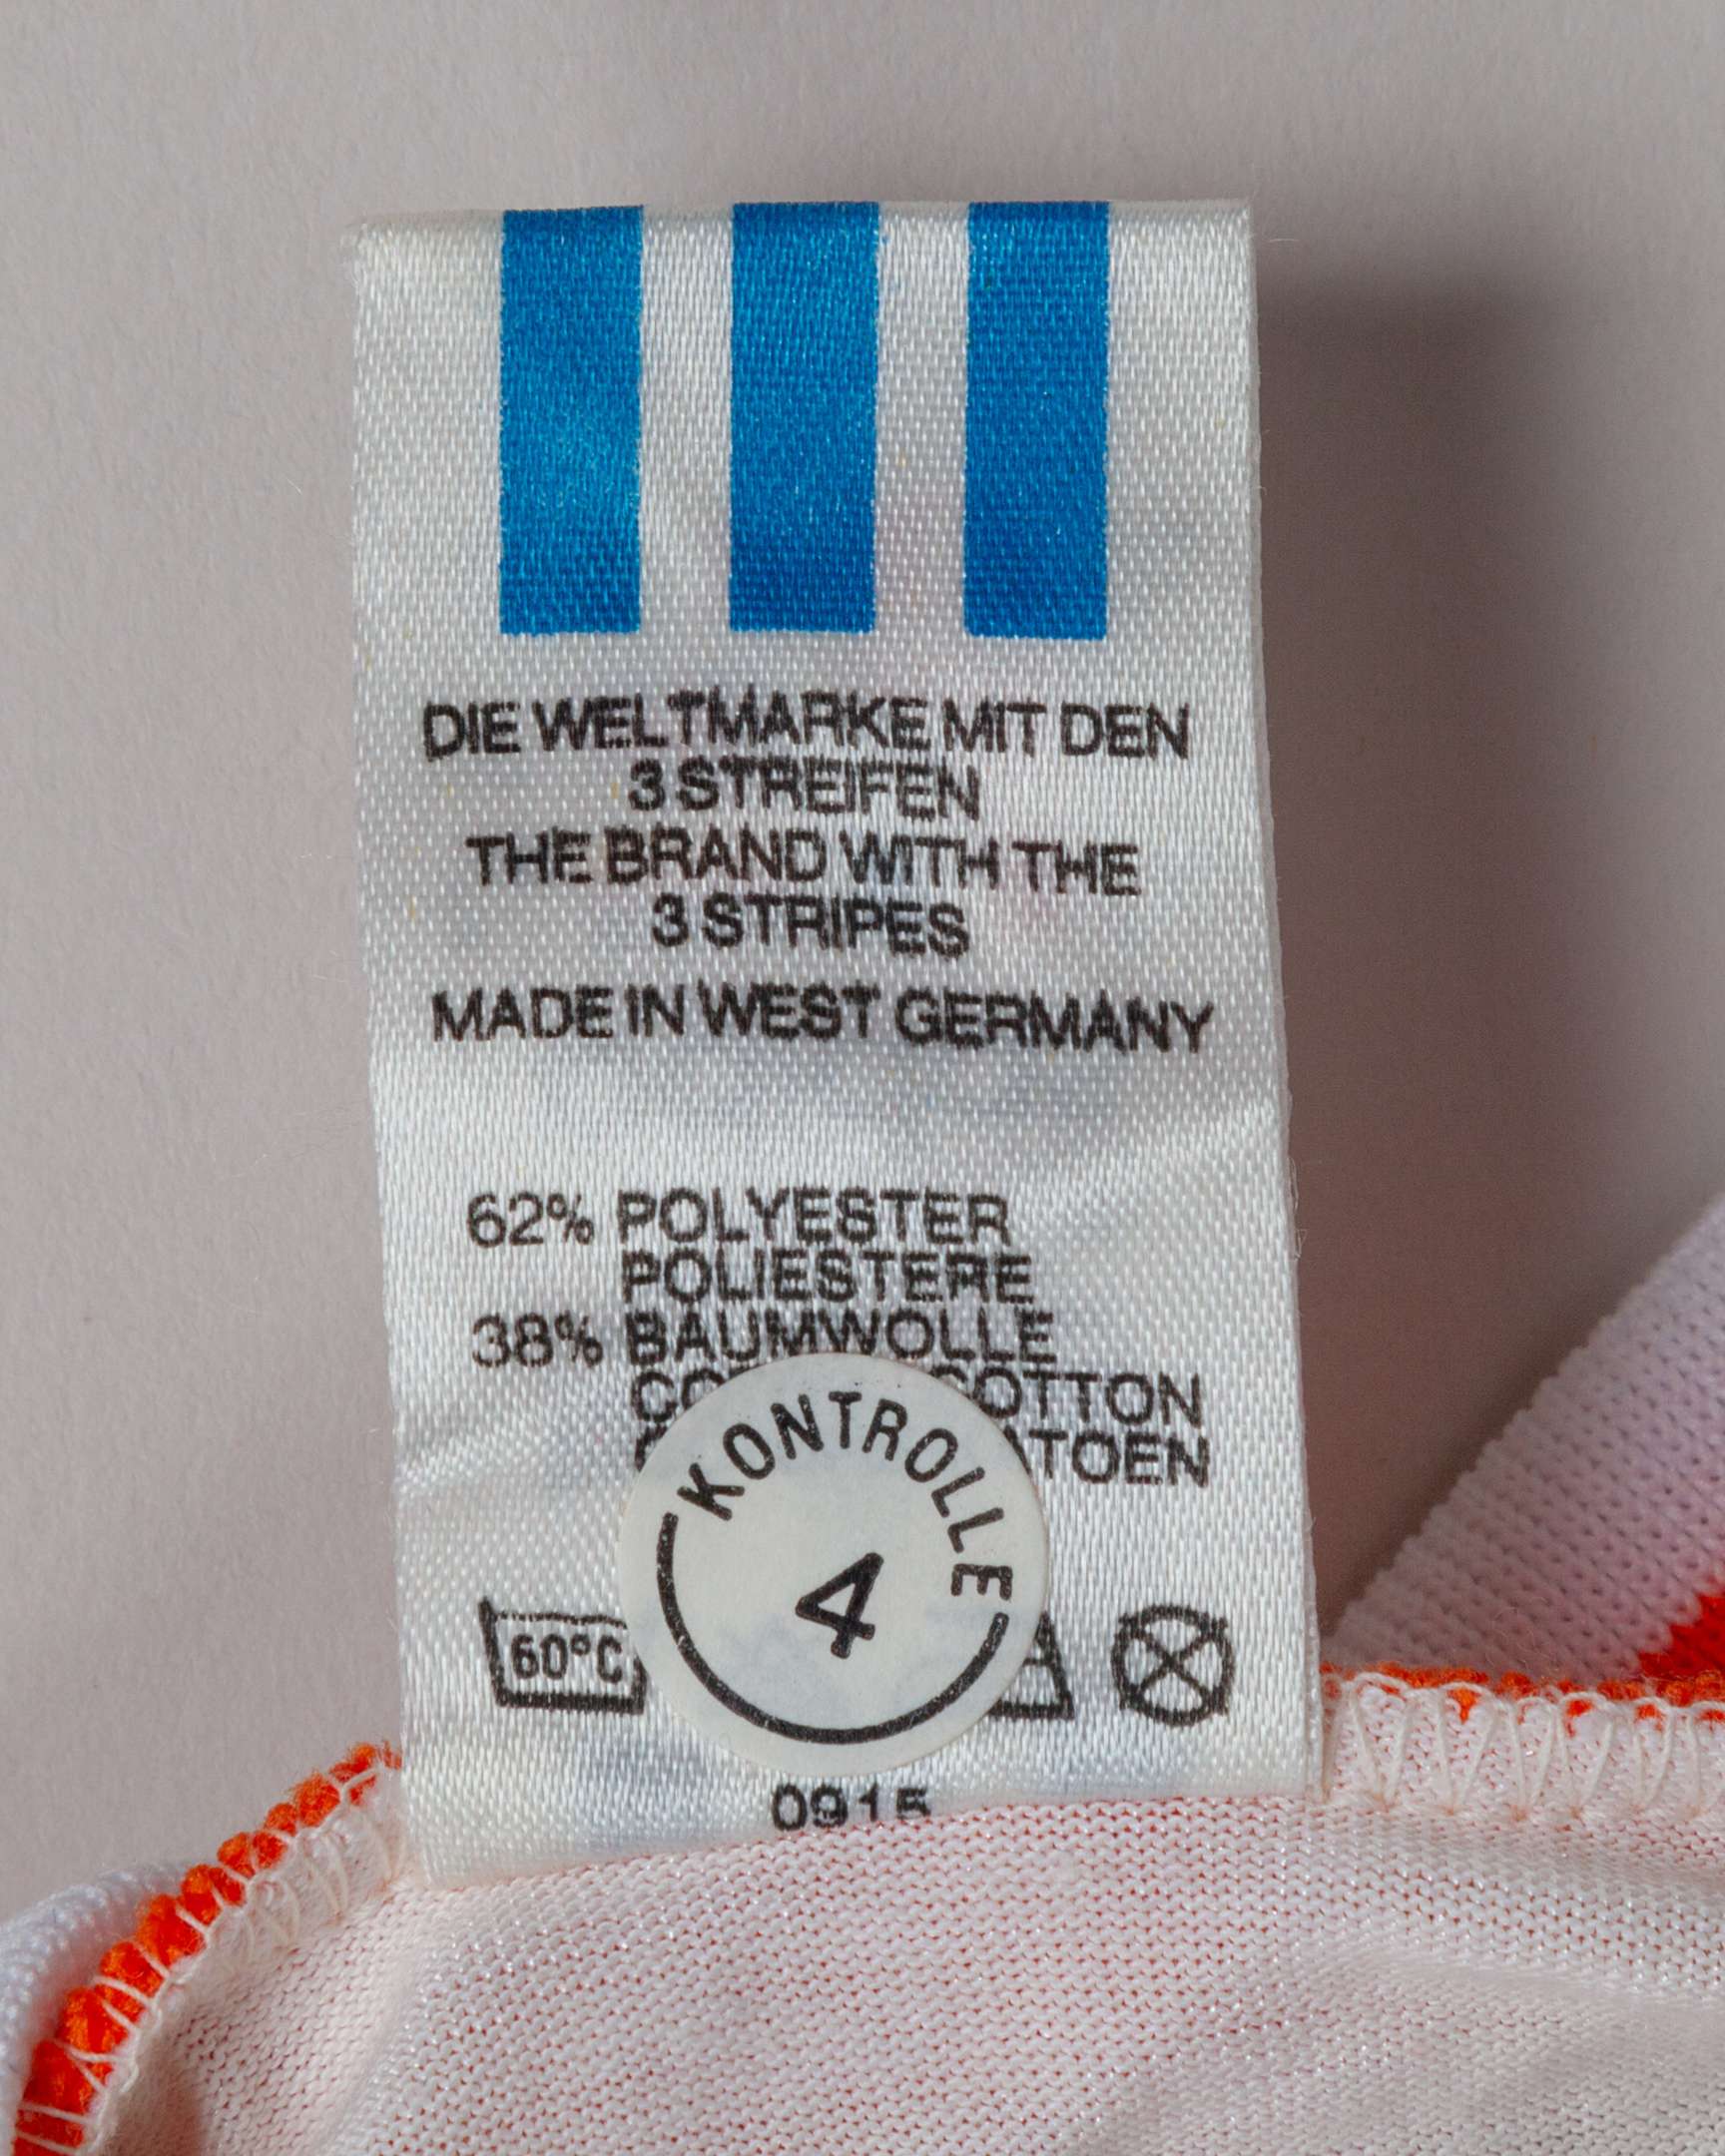 DIE WELTMARKE MIT DEN
3 STREIFEN
THE BRAND WITH THE
3 STRIPES
MADE IN WEST GERMANY
62% POLYESTER
POLIESTERE
38% BAUMWOLLE
COTTON
KONTROLLE
4
60°C
0915